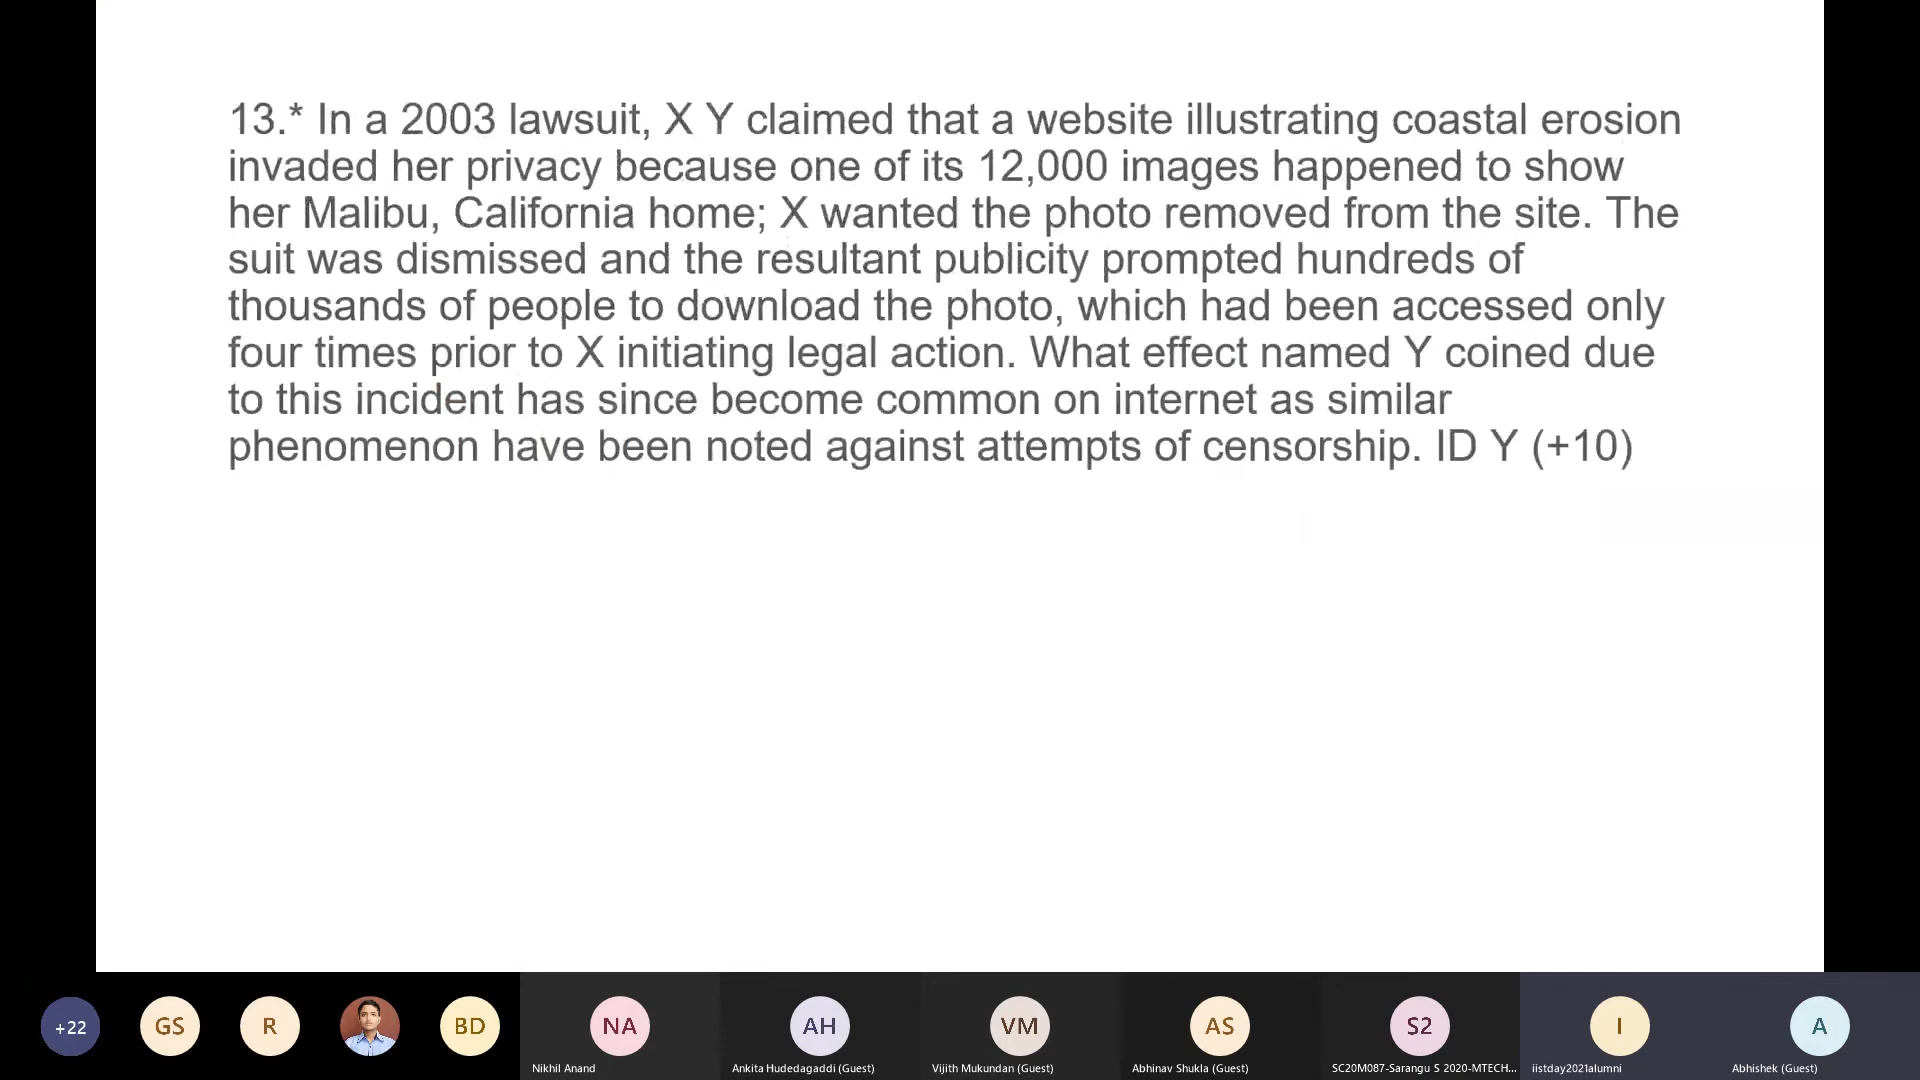 13.* In a 2003 lawsuit, X Y claimed that a website illustrating coastal erosion
invaded her privacy because one of its 12,000 images happened to show
her Malibu, California home; X wanted the photo removed from the site. The
suit was dismissed and the resultant publicity prompted hundreds of
thousands of people to download the photo, which had been accessed only
four times prior to X initiating legal action. What effect named Y coined due
to this incident has since become common on internet as similar
phenomenon have been noted against attempts of censorship. ID Y (+10)
+22 GS R BD NA AH VM AS S2 I A
Nikhil Anand Ankita Hudedagaddi (Guest) Vijith Mukundan (Guest) Abhinav Shukla (Guest) SC20M087-Sarangu S 2020-MTECH... iistday2021alumni Abhishek (Guest)